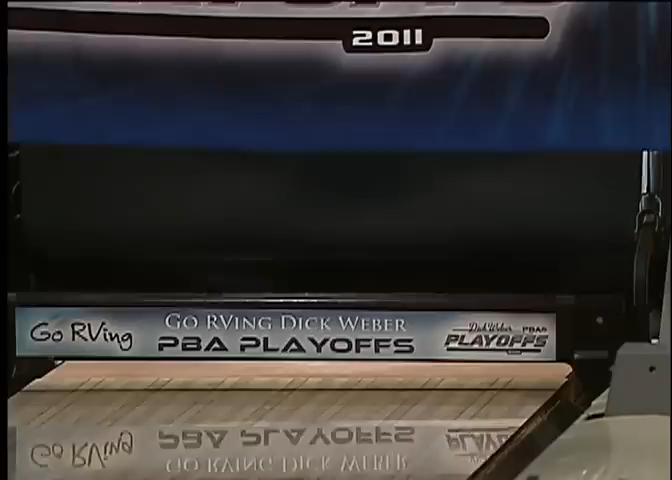 2011
Go RVing
GO RVING DICK WEBER
PBA PLAYOFFS
Dick Weber PBA
PLAYOFFS